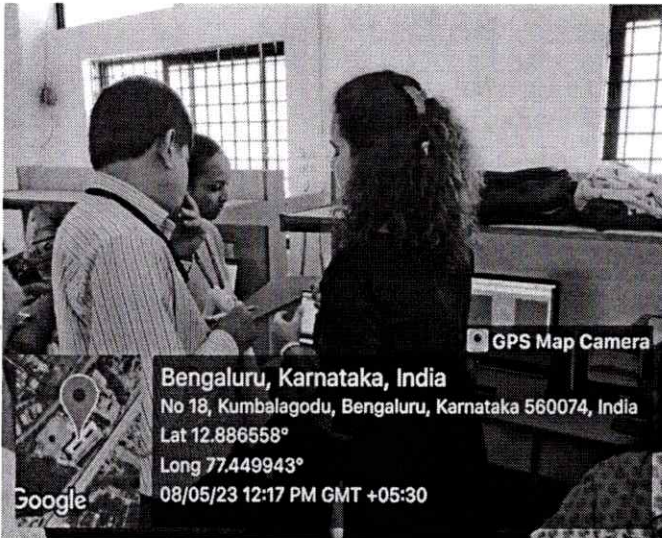 GPS Map Camera
Bengaluru, Karnataka, India
No 18, Kumbalagodu, Bengaluru, Karnataka 560074, India
Lat 12.886558°
Long 77.449943°
08/05/23 12:17 PM GMT +05:30
Google